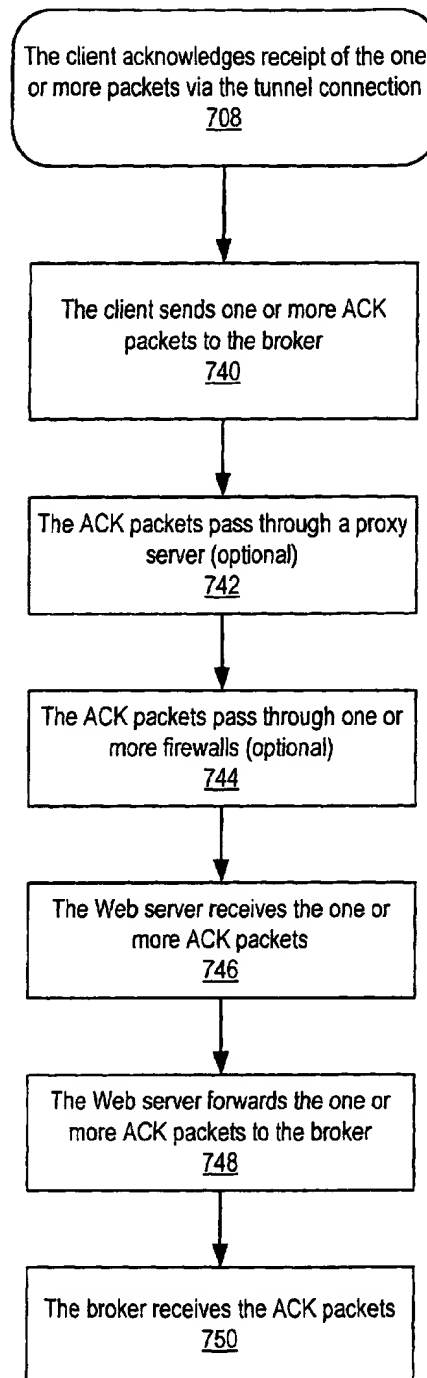 The client acknowledges receipt of the one
or more packets via the tunnel connection
708
The client sends one or more ACK
packets to the broker
740
The ACK packets pass through a proxy
server (optional)
742
The ACK packets pass through one or
more firewalls (optional)
744
The Web server receives the one or
more ACK packets
746
The Web server forwards the one or
more ACK packets to the broker
748
The broker receives the ACK packets
750